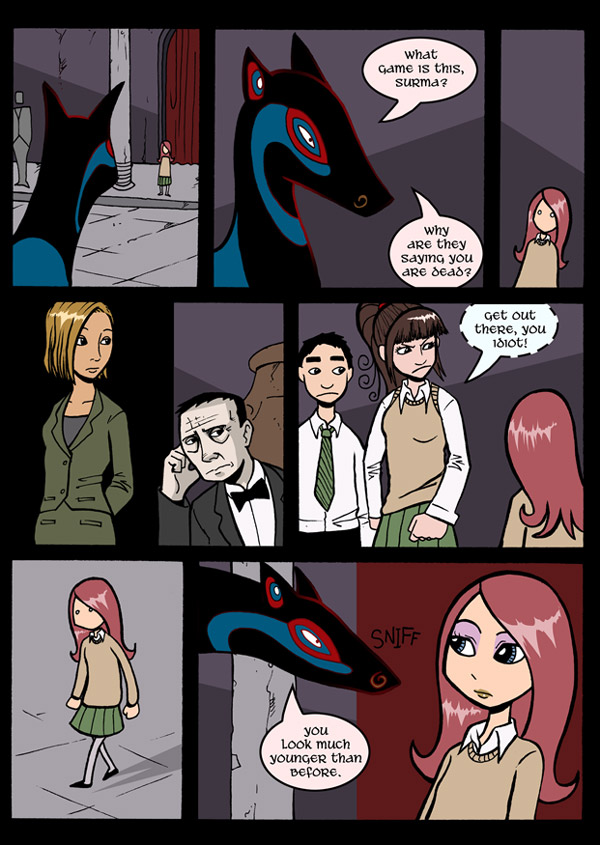 What
game is this,
Surma?
Why
are they
saying you
are dead?
Get out
there, you
idiot!
SNIFF
You
look much
younger than
before.